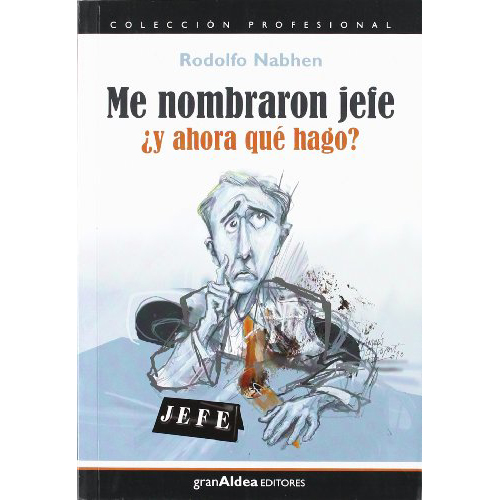 COLECCIÓN PROFESIONAL
Rodolfo Nabhen
Me nombraron jefe
¿y ahora qué hago?
JEFE
granAldea EDITORES